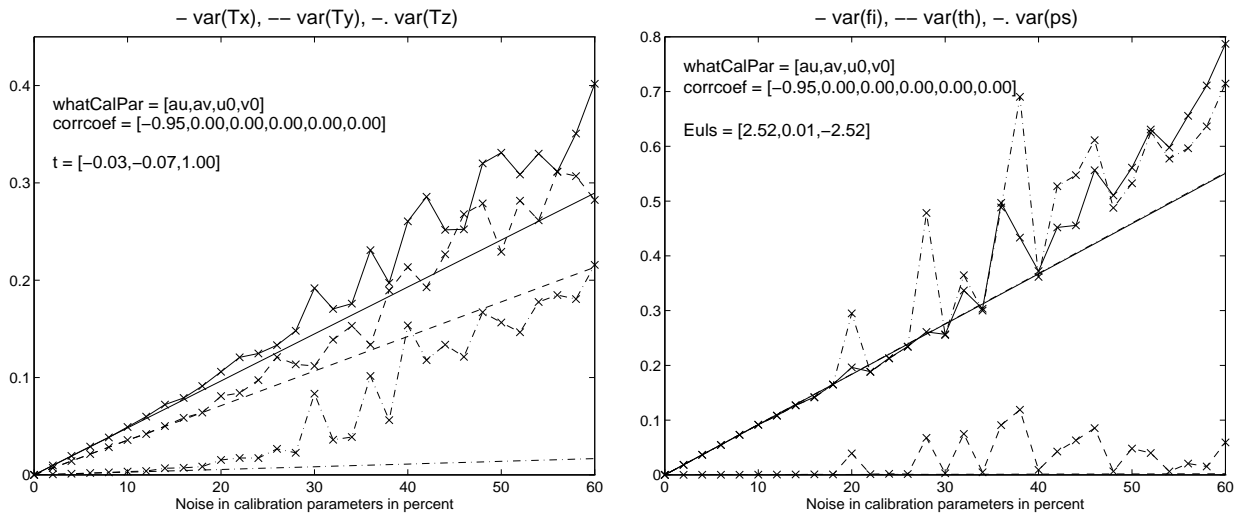 – var(Tx), −− var(Ty), −. var(Tz)
0.4
0.3
0.2
0.1
0
whatCalPar = [au,av,u0,v0]
corrcoef = [−0.95,0.00,0.00,0.00,0.00,0.00]
t = [−0.03,−0.07,1.00]
0 10 20 30 40 50 60
Noise in calibration parameters in percent
– var(fi), −− var(th), −. var(ps)
0.8
0.7
0.6
0.5
0.4
0.3
0.2
0.1
0
whatCalPar = [au,av,u0,v0]
corrcoef = [−0.95,0.00,0.00,0.00,0.00,0.00]
Euls = [2.52,0.01,−2.52]
0 10 20 30 40 50 60
Noise in calibration parameters in percent